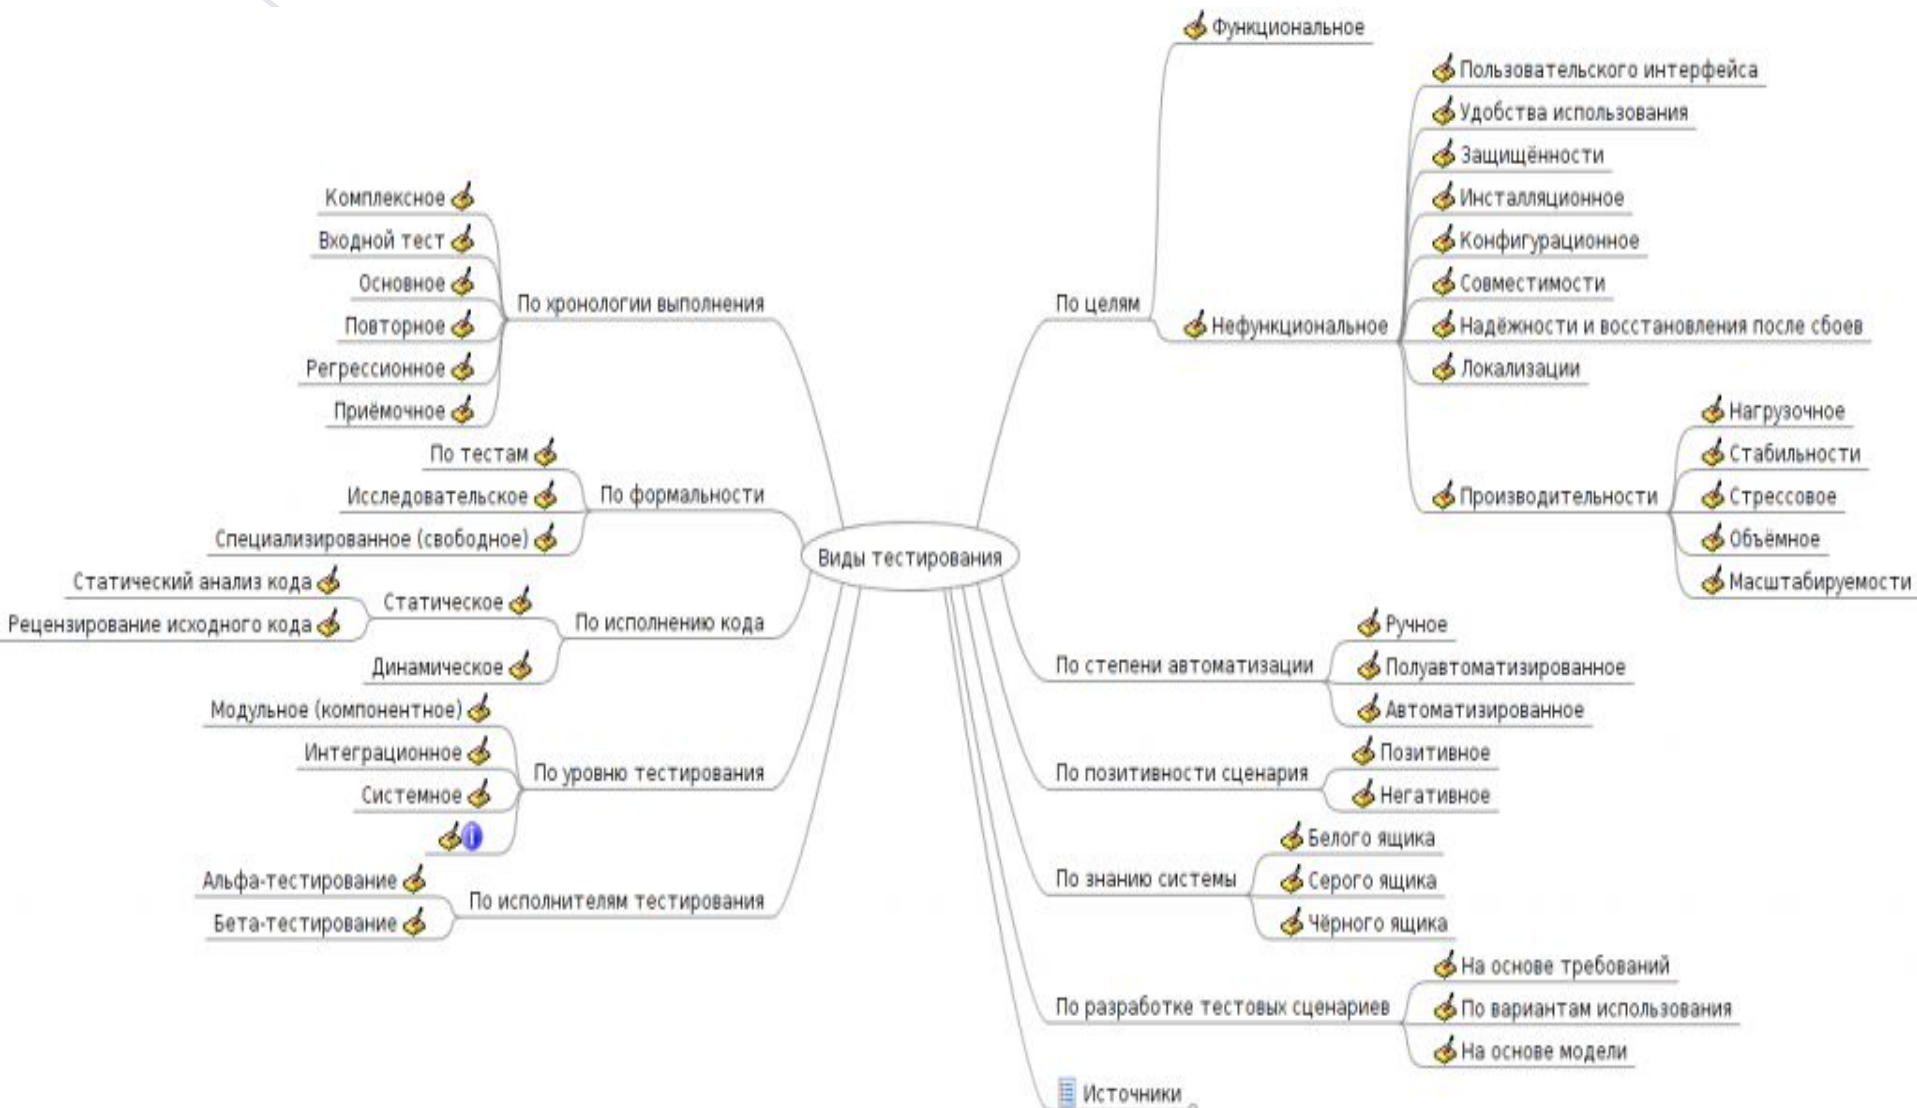 Виды тестирования
По целям
Функциональное
Нефункциональное
Пользовательского интерфейса
Удобства использования
Защищённости
Инсталляционное
Конфигурационное
Совместимости
Надёжности и восстановления после сбоев
Локализации
Производительности
Нагрузочное
Стабильности
Стрессовое
Объёмное
Масштабируемости
По степени автоматизации
Ручное
Полуавтоматизированное
Автоматизированное
По позитивности сценария
Позитивное
Негативное
По знанию системы
Белого ящика
Серого ящика
Чёрного ящика
По разработке тестовых сценариев
На основе требований
По вариантам использования
На основе модели
Источники
По хронологии выполнения
Комплексное
Входной тест
Основное
Повторное
Регрессионное
Приёмочное
По формальности
По тестам
Исследовательское
Специализированное (свободное)
По исполнению кода
Статическое
Статический анализ кода
Рецензирование исходного кода
Динамическое
По уровню тестирования
Модульное (компонентное)
Интеграционное
Системное
По исполнителям тестирования
Альфа-тестирование
Бета-тестирование